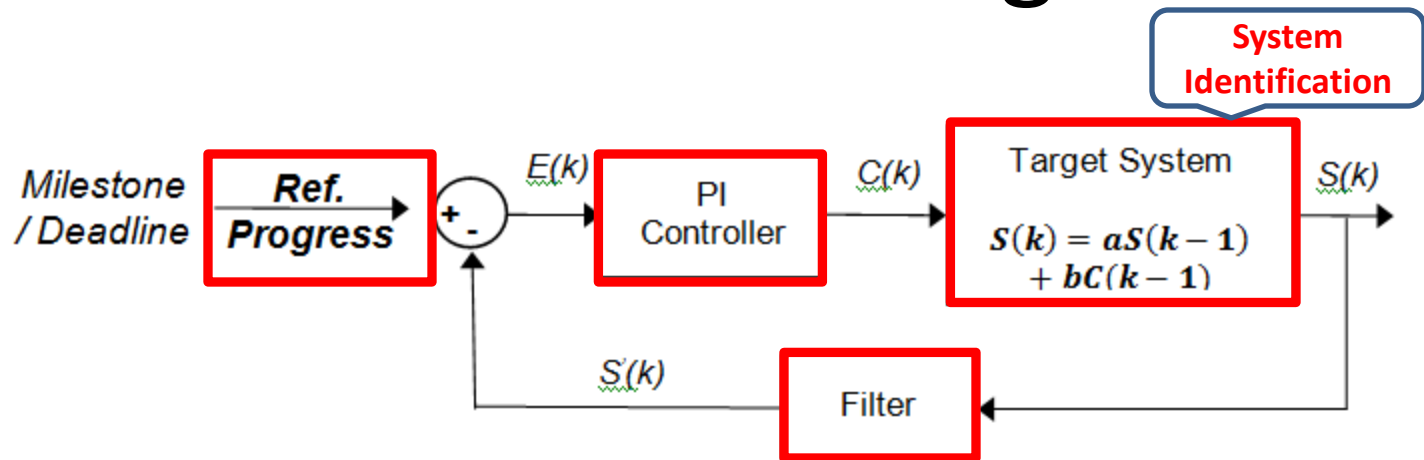 g
System
Identification
Milestone
/ Deadline
Ref.
Progress
+
-
E(k)
PI
Controller
C(k)
Target System
S(k) = aS(k − 1)
+ bC(k − 1)
S(k)
S'(k)
Filter